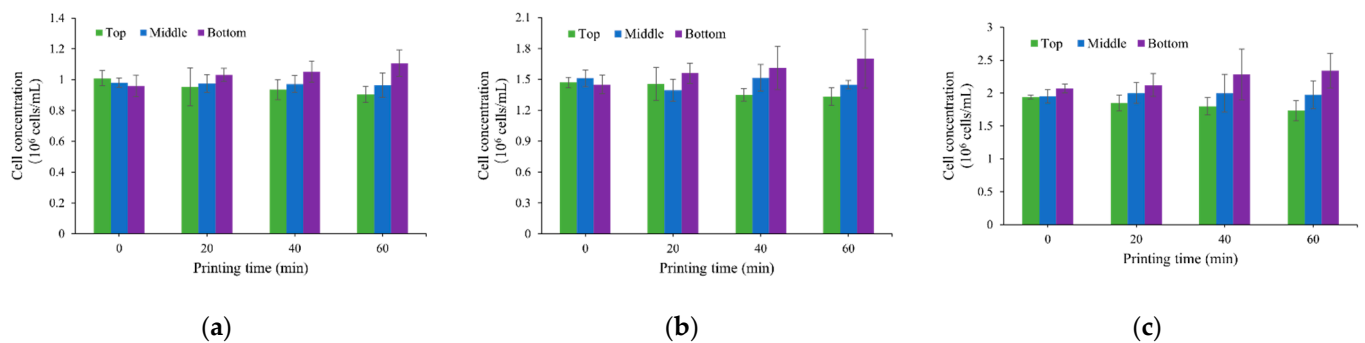 1.4
1.2
1
0.8
0.6
0.4
0.2
0
Top Middle Bottom
Cell concentration
(10⁶ cells/mL)
0 20 40 60
Printing time (min)
(a)
2.1
1.8
1.5
1.2
0.9
0.6
0.3
0
Top Middle Bottom
Cell concentration
(10⁶ cells/mL)
0 20 40 60
Printing time (min)
(b)
3
2.5
2
1.5
1
0.5
0
Top Middle Bottom
Cell concentration
(10⁶ cells/mL)
0 20 40 60
Printing time (min)
(c)